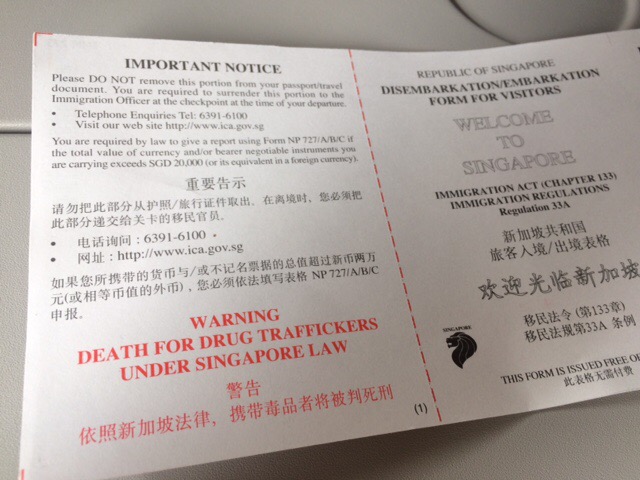 IMPORTANT NOTICE
Please DO NOT remove this portion from your passport/travel
document. You are required to surrender this portion to the
Immigration Officer at the checkpoint at the time of your departure.
• Telephone Enquiries Tel: 6391-6100
• Visit our web site http://www.ica.gov.sg
You are required by law to give a report using Form NP 727/A/B/C if
the total value of currency and/or bearer negotiable instruments you
are carrying exceeds SGD 20,000 (or its equivalent in a foreign currency).
重要告示
请勿把此部分从护照/旅行证件取出。在离境时，您必须把
此部分递交给关卡的移民官员。
• 电话询问 : 6391-6100
• 网址 : http://www.ica.gov.sg
如果您所携带的货币与/或不记名票据的总值超过新币两万
元(或相等币值的外币)，您必须依法填写表格 NP 727/A/B/C
申报。
WARNING
DEATH FOR DRUG TRAFFICKERS
UNDER SINGAPORE LAW
警告
依照新加坡法律，携带毒品者将被判死刑
(1)
REPUBLIC OF SINGAPORE
DISEMBARKATION/EMBARKATION
FORM FOR VISITORS
WELCOME
TO
SINGAPORE
IMMIGRATION ACT (CHAPTER 133)
IMMIGRATION REGULATIONS
Regulation 33A
新加坡共和国
旅客入境/出境表格
欢迎光临新加坡
移民法令 (第133章)
移民法规第33A 条例
SINGAPORE
THIS FORM IS ISSUED FREE OF
此表格无需付费